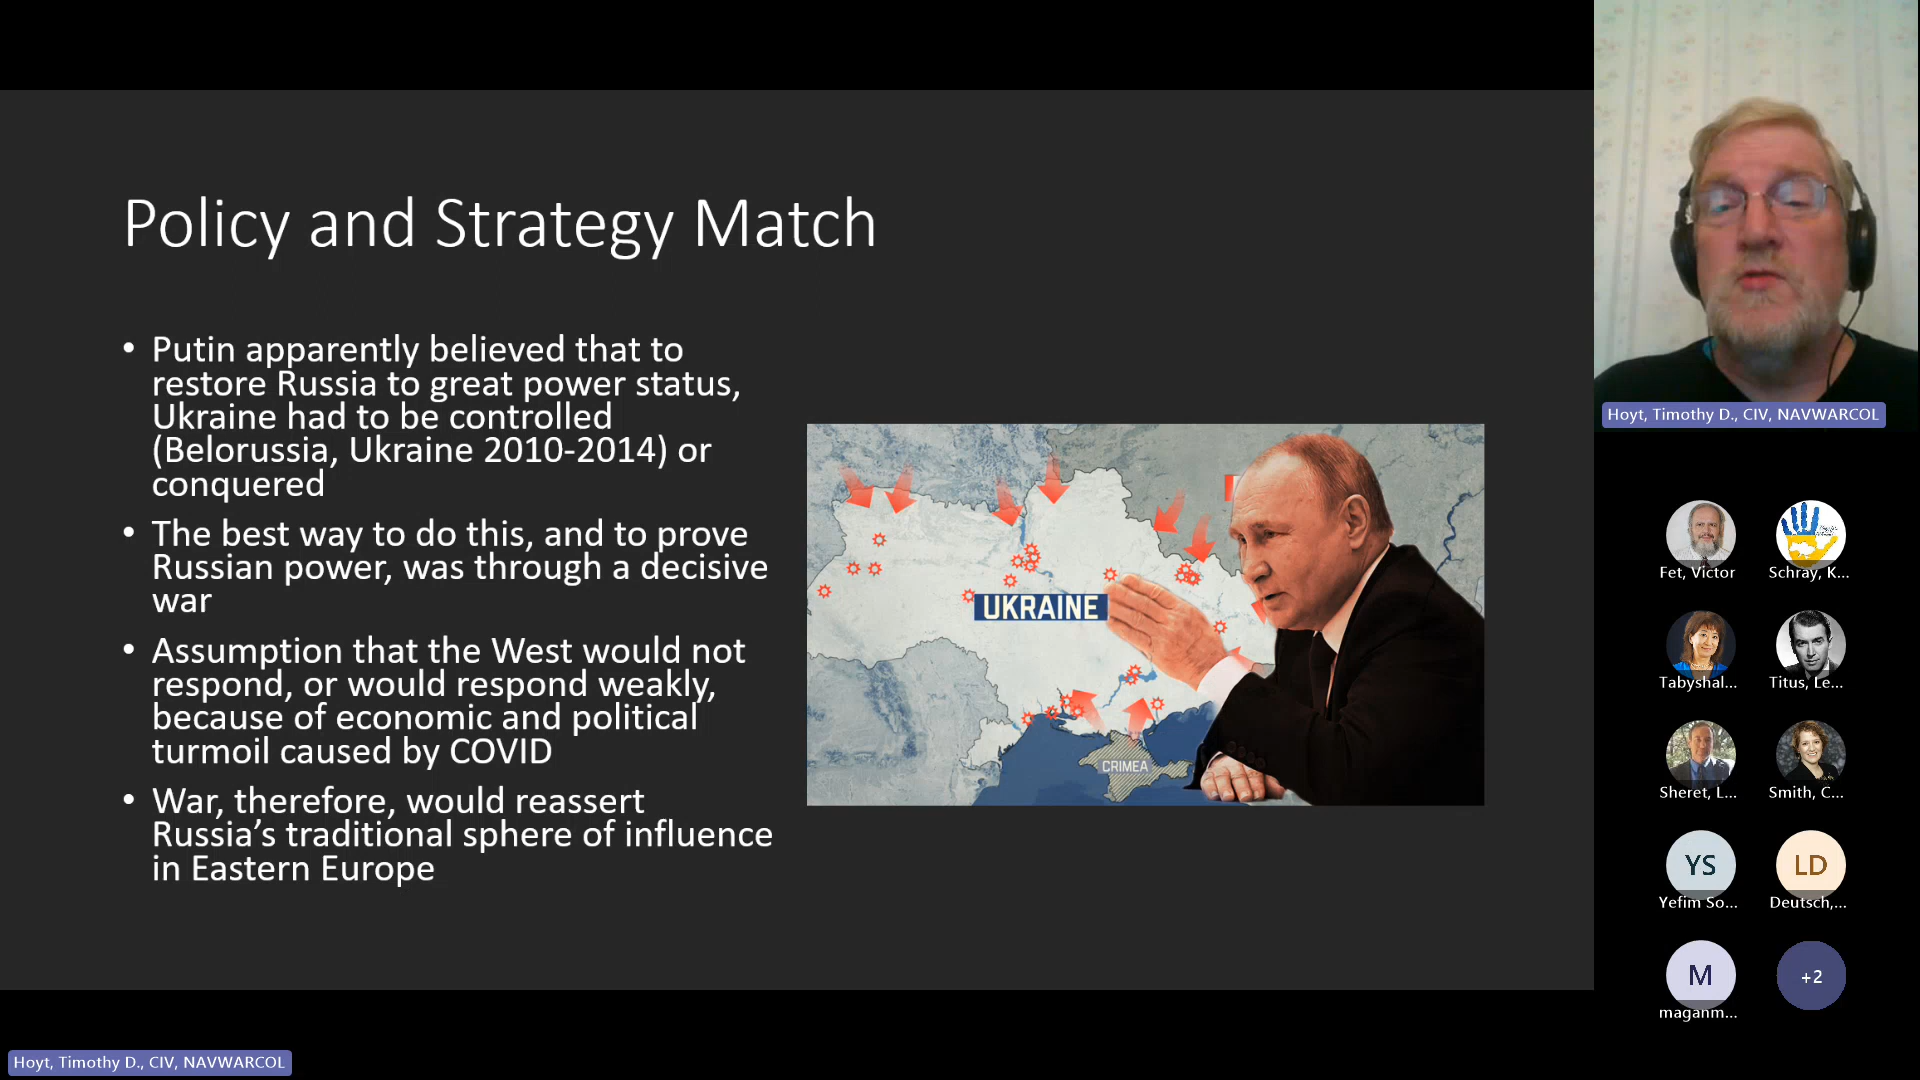 Policy and Strategy Match
• Putin apparently believed that to
restore Russia to great power status,
Ukraine had to be controlled
(Belorussia, Ukraine 2010-2014) or
conquered
• The best way to do this, and to prove
Russian power, was through a decisive
war
• Assumption that the West would not
respond, or would respond weakly,
because of economic and political
turmoil caused by COVID
• War, therefore, would reassert
Russia’s traditional sphere of influence
in Eastern Europe
UKRAINE
CRIMEA
Hoyt, Timothy D., CIV, NAVWARCOL
Fet, Victor
Schray, K...
Tabyshal...
Titus, Le...
Sheret, L...
Smith, C...
YS
Yefim So...
LD
Deutsch,...
M
maganm...
+2
Hoyt, Timothy D., CIV, NAVWARCOL